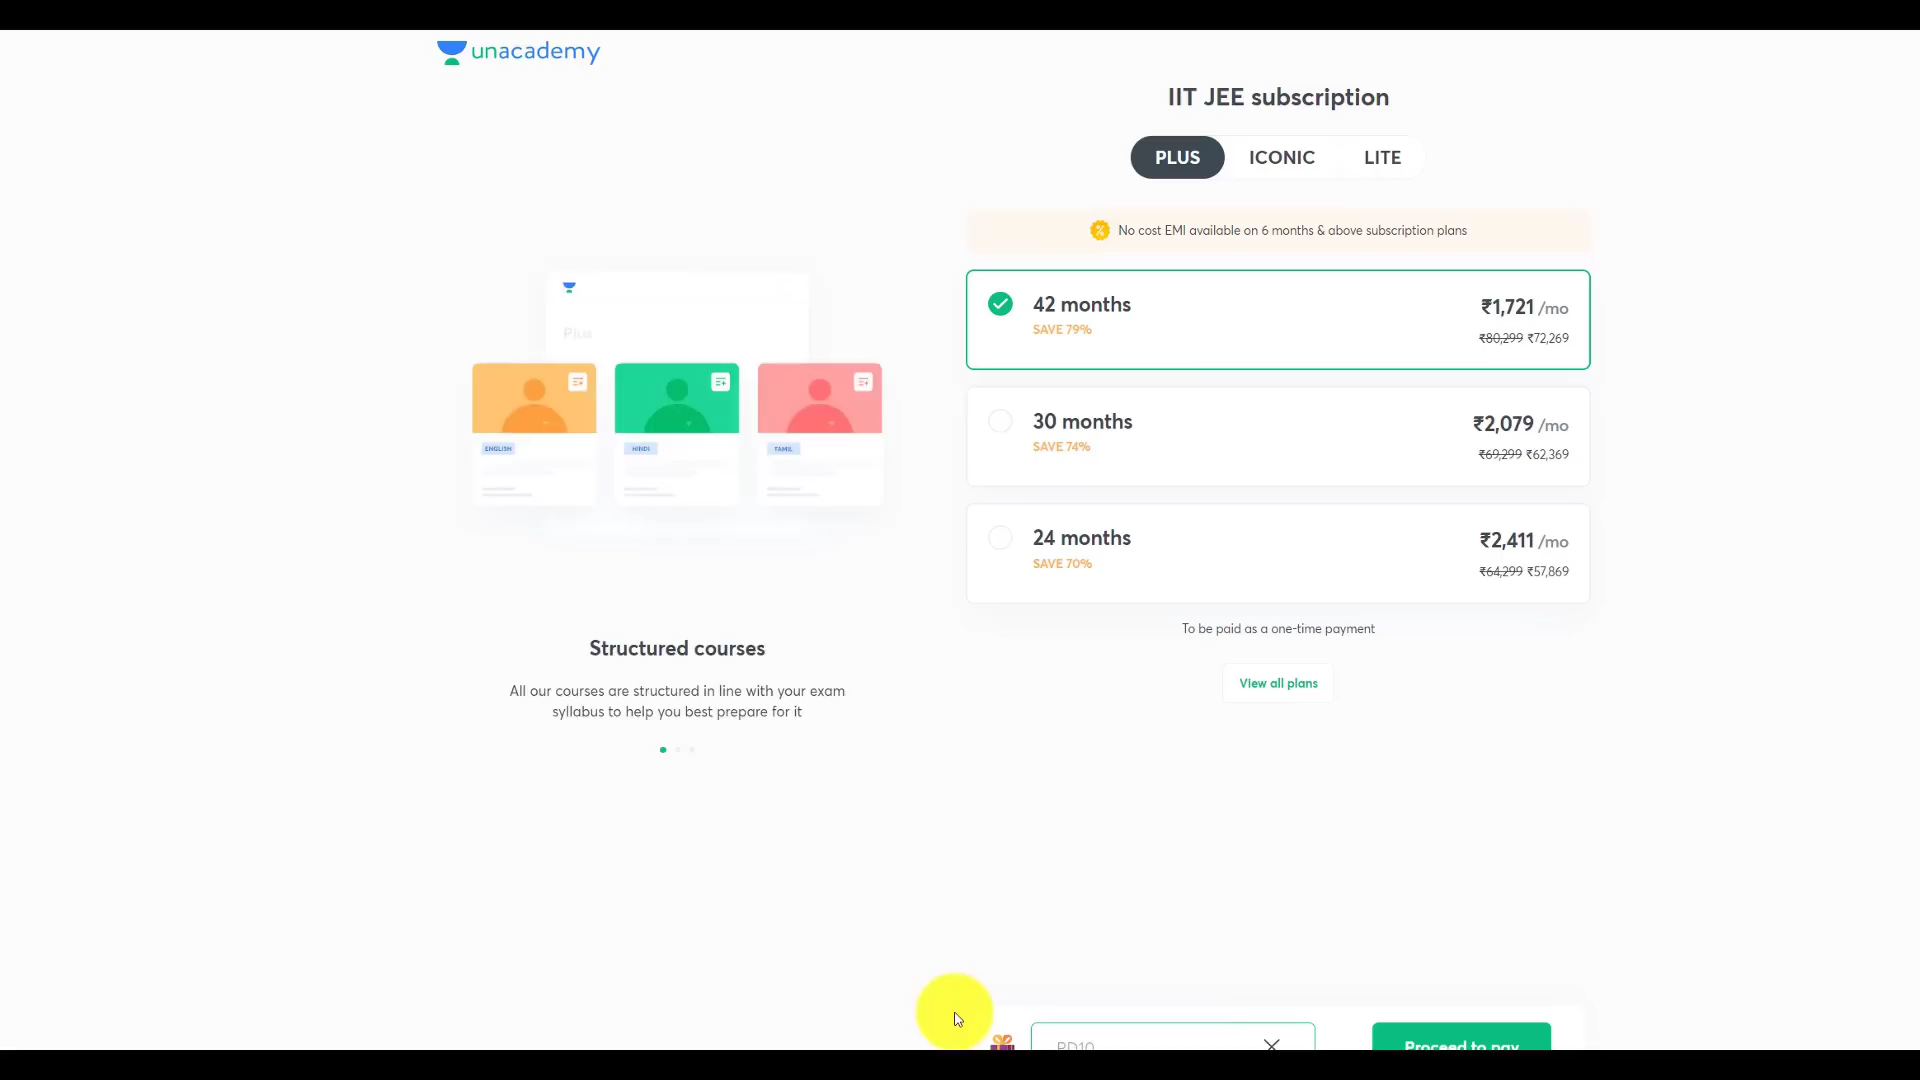 unacademy
IIT JEE subscription
PLUS
ICONIC
LITE
No cost EMI available on 6 months & above subscription plans
42 months
SAVE 79%
₹1,721 /mo
₹80,299 ₹72,269
30 months
SAVE 74%
₹2,079 /mo
₹69,299 ₹62,369
24 months
SAVE 70%
₹2,411 /mo
₹64,299 ₹57,869
To be paid as a one-time payment
View all plans
Plus
ENGLISH
HINDI
TAMIL
Structured courses
All our courses are structured in line with your exam
syllabus to help you best prepare for it
Proceed to pay